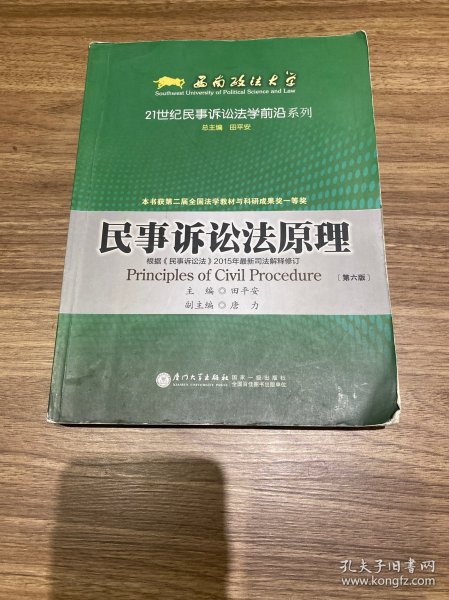 西南政法大学
Southwest University of Political Science and Law
21世纪民事诉讼法学前沿系列
总主编 田平安
本书获第二届全国法学教材与科研成果奖一等奖
民事诉讼法原理
根据《民事诉讼法》2015年最新司法解释修订
Principles of Civil Procedure
〔第六版〕
主 编◎田平安
副主编◎唐 力
厦门大学出版社
XIAMEN UNIVERSITY PRESS
国家一级出版社
全国百佳图书出版单位
孔夫子旧书网
www.kongfz.com